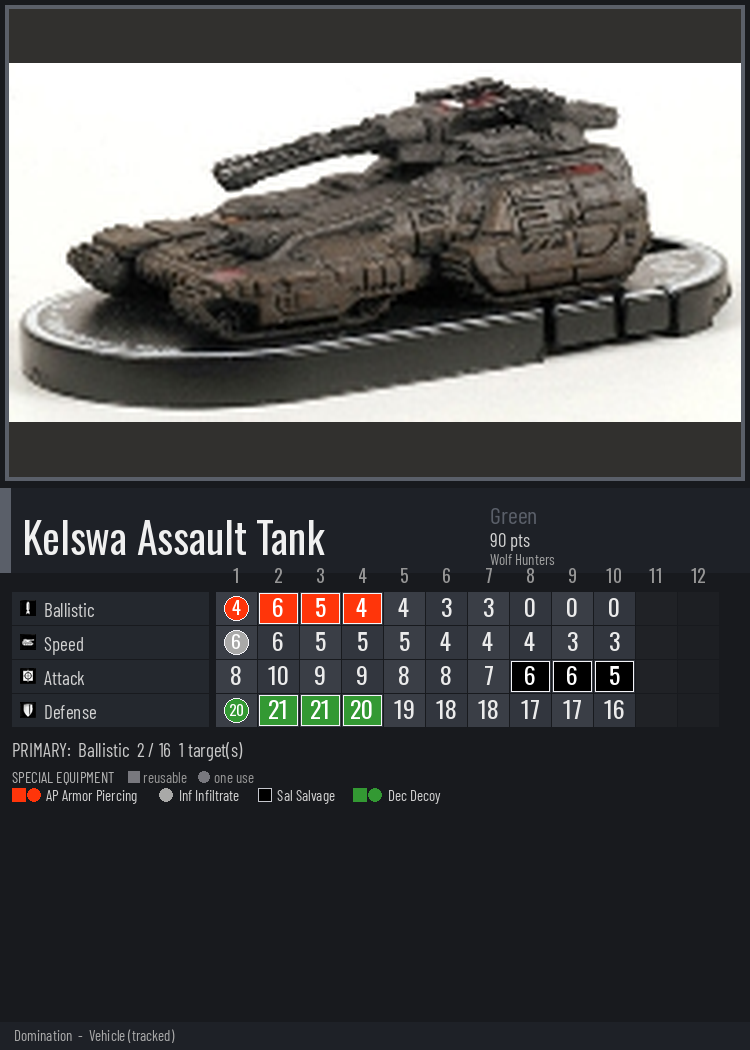 Kelswa Assault Tank
Green
90 pts
Wolf Hunters
1 2 3 4 5 6 7 8 9 10 11 12
Ballistic 4 6 5 4 4 3 3 0 0 0
Speed 6 6 5 5 5 4 4 4 3 3
Attack 8 10 9 9 8 8 7 6 6 5
Defense 20 21 21 20 19 18 18 17 17 16
PRIMARY: Ballistic 2 / 16 1 target(s)
SPECIAL EQUIPMENT reusable one use
AP Armor Piercing Inf Infiltrate Sal Salvage Dec Decoy
Domination - Vehicle (tracked)